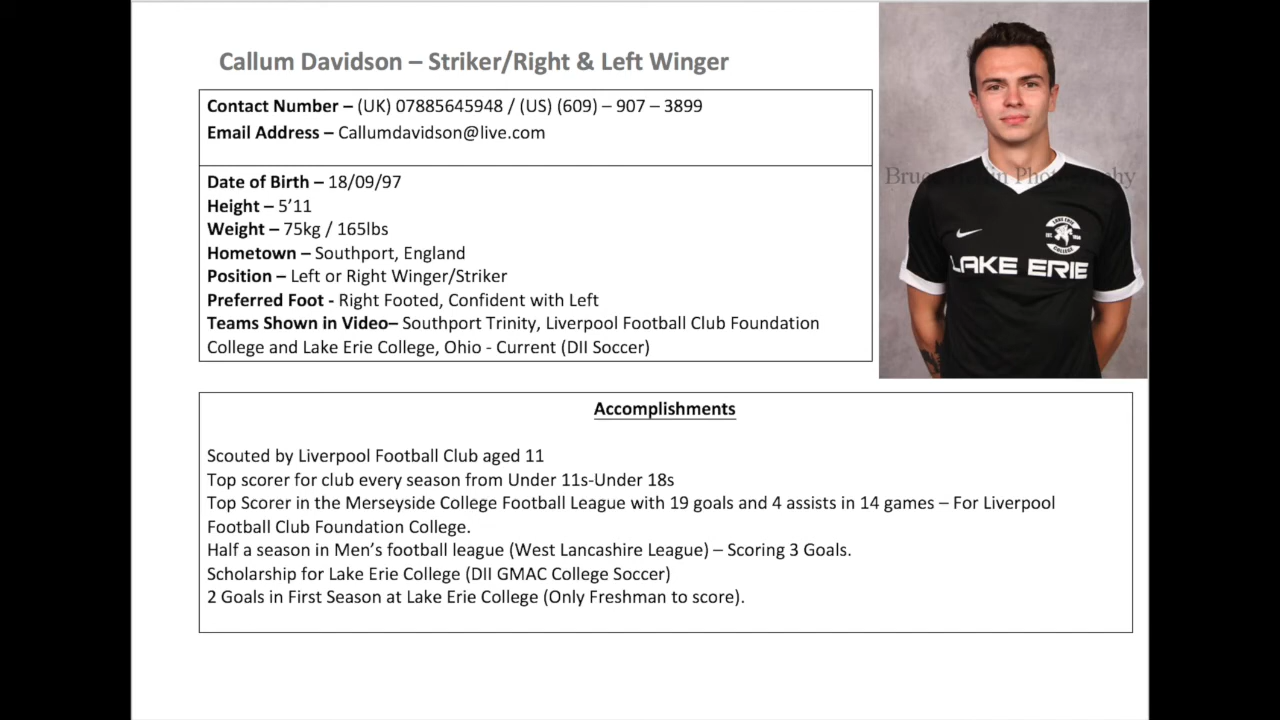 Callum Davidson – Striker/Right & Left Winger
Contact Number – (UK) 07885645948 / (US) (609) – 907 – 3899
Email Address – Callumdavidson@live.com
Date of Birth – 18/09/97
Height – 5’11
Weight – 75kg / 165lbs
Hometown – Southport, England
Position – Left or Right Winger/Striker
Preferred Foot - Right Footed, Confident with Left
Teams Shown in Video– Southport Trinity, Liverpool Football Club Foundation
College and Lake Erie College, Ohio - Current (DII Soccer)
Photography
LAKE ERIE
COLLEGE
LAKE ERIE
Accomplishments
Scouted by Liverpool Football Club aged 11
Top scorer for club every season from Under 11s-Under 18s
Top Scorer in the Merseyside College Football League with 19 goals and 4 assists in 14 games – For Liverpool
Football Club Foundation College.
Half a season in Men’s football league (West Lancashire League) – Scoring 3 Goals.
Scholarship for Lake Erie College (DII GMAC College Soccer)
2 Goals in First Season at Lake Erie College (Only Freshman to score).